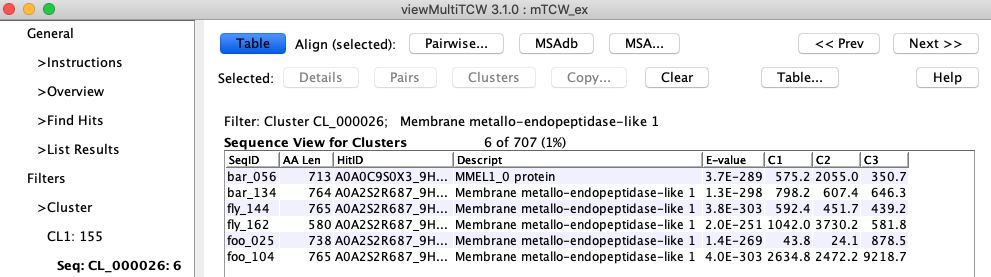 viewMultiTCW 3.1.0 : mTCW_ex
General
>Instructions
>Overview
>Find Hits
>List Results
Filters
>Cluster
CL1: 155
Seq: CL_000026: 6
Table Align (selected): Pairwise... MSAdb MSA... << Prev Next >>
Selected: Details Pairs Clusters Copy... Clear Table... Help
Filter: Cluster CL_000026; Membrane metallo-endopeptidase-like 1
Sequence View for Clusters 6 of 707 (1%)
SeqID AA Len HitID Descript E-value C1 C2 C3
bar_056 713 A0A0C9S0X3_9H... MMEL1_0 protein 3.7E-289 575.2 2055.0 350.7
bar_134 764 A0A2S2R687_9H... Membrane metallo-endopeptidase-like 1 1.3E-298 798.2 607.4 646.3
fly_144 765 A0A2S2R687_9H... Membrane metallo-endopeptidase-like 1 3.8E-303 592.4 451.7 439.2
fly_162 580 A0A2S2R687_9H... Membrane metallo-endopeptidase-like 1 2.0E-251 1042.0 3730.2 581.8
foo_025 738 A0A2S2R687_9H... Membrane metallo-endopeptidase-like 1 1.4E-269 43.8 24.1 878.5
foo_104 765 A0A2S2R687_9H... Membrane metallo-endopeptidase-like 1 4.0E-303 2634.8 2472.2 9218.7